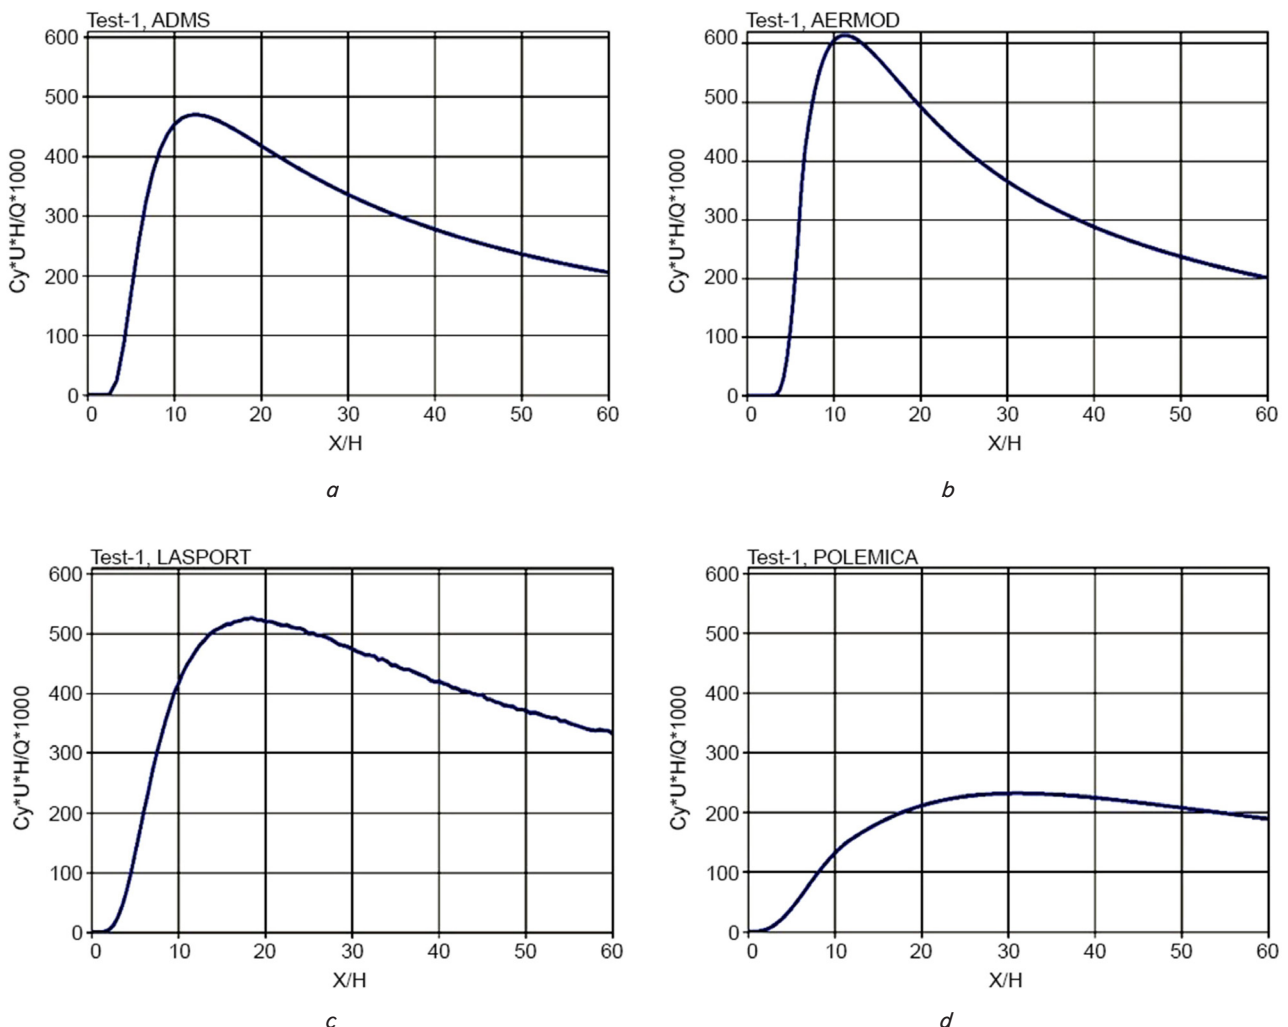 Test-1, ADMS
600
500
400
300
200
100
0
Cy*U*H/Q*1000
0 10 20 30 40 50 60
X/H
a
Test-1, AERMOD
600
500
400
300
200
100
0
Cy*U*H/Q*1000
0 10 20 30 40 50 60
X/H
b
Test-1, LASPORT
600
500
400
300
200
100
0
Cy*U*H/Q*1000
0 10 20 30 40 50 60
X/H
c
Test-1, POLEMICA
600
500
400
300
200
100
0
Cy*U*H/Q*1000
0 10 20 30 40 50 60
X/H
d